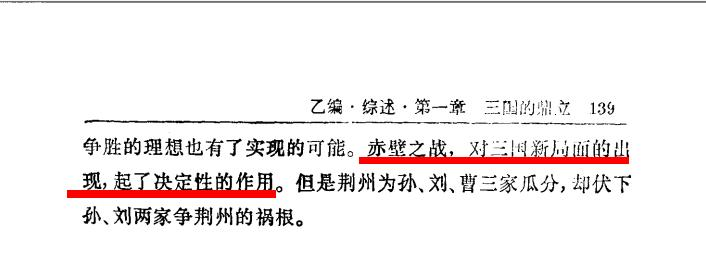 乙编·综述·第一章 三国的鼎立 139
争胜的理想也有了实现的可能。赤壁之战，对三国新局面的出
现，起了决定性的作用。但是荆州为孙、刘、曹三家瓜分，却伏下
孙、刘两家争荆州的祸根。